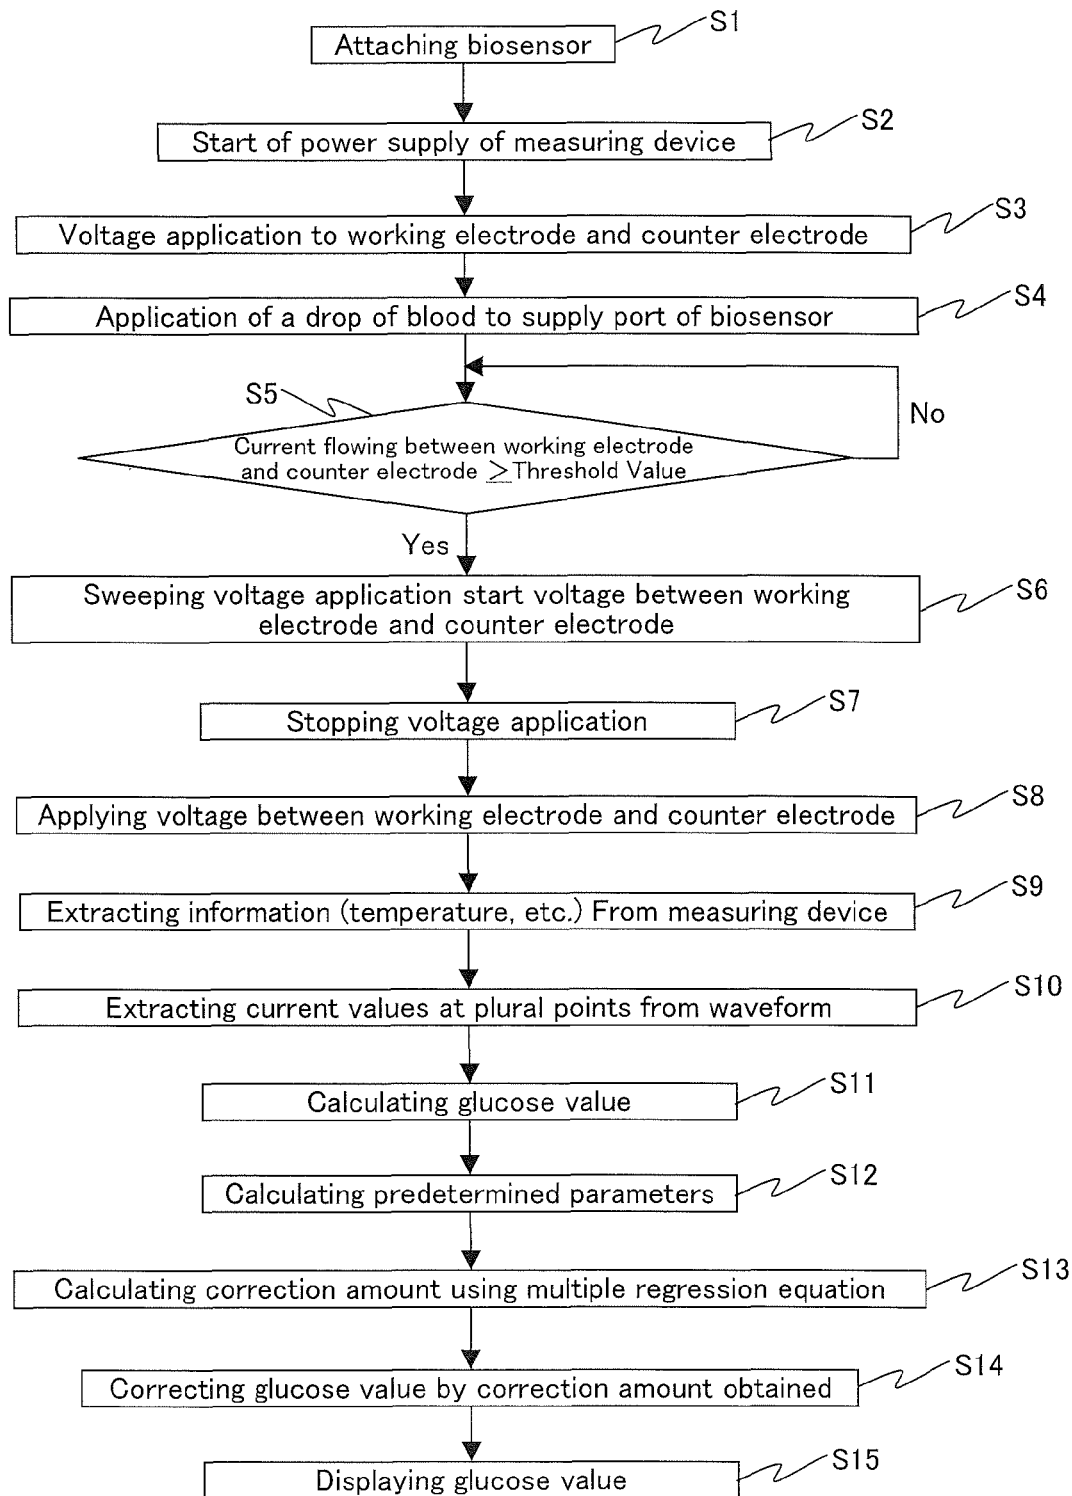 S1
Attaching biosensor
S2
Start of power supply of measuring device
S3
Voltage application to working electrode and counter electrode
S4
Application of a drop of blood to supply port of biosensor
S5
No
Current flowing between working electrode
and counter electrode ≥Threshold Value
Yes
S6
Sweeping voltage application start voltage between working
electrode and counter electrode
S7
Stopping voltage application
S8
Applying voltage between working electrode and counter electrode
S9
Extracting information (temperature, etc.) From measuring device
S10
Extracting current values at plural points from waveform
S11
Calculating glucose value
S12
Calculating predetermined parameters
S13
Calculating correction amount using multiple regression equation
S14
Correcting glucose value by correction amount obtained
S15
Displaying glucose value